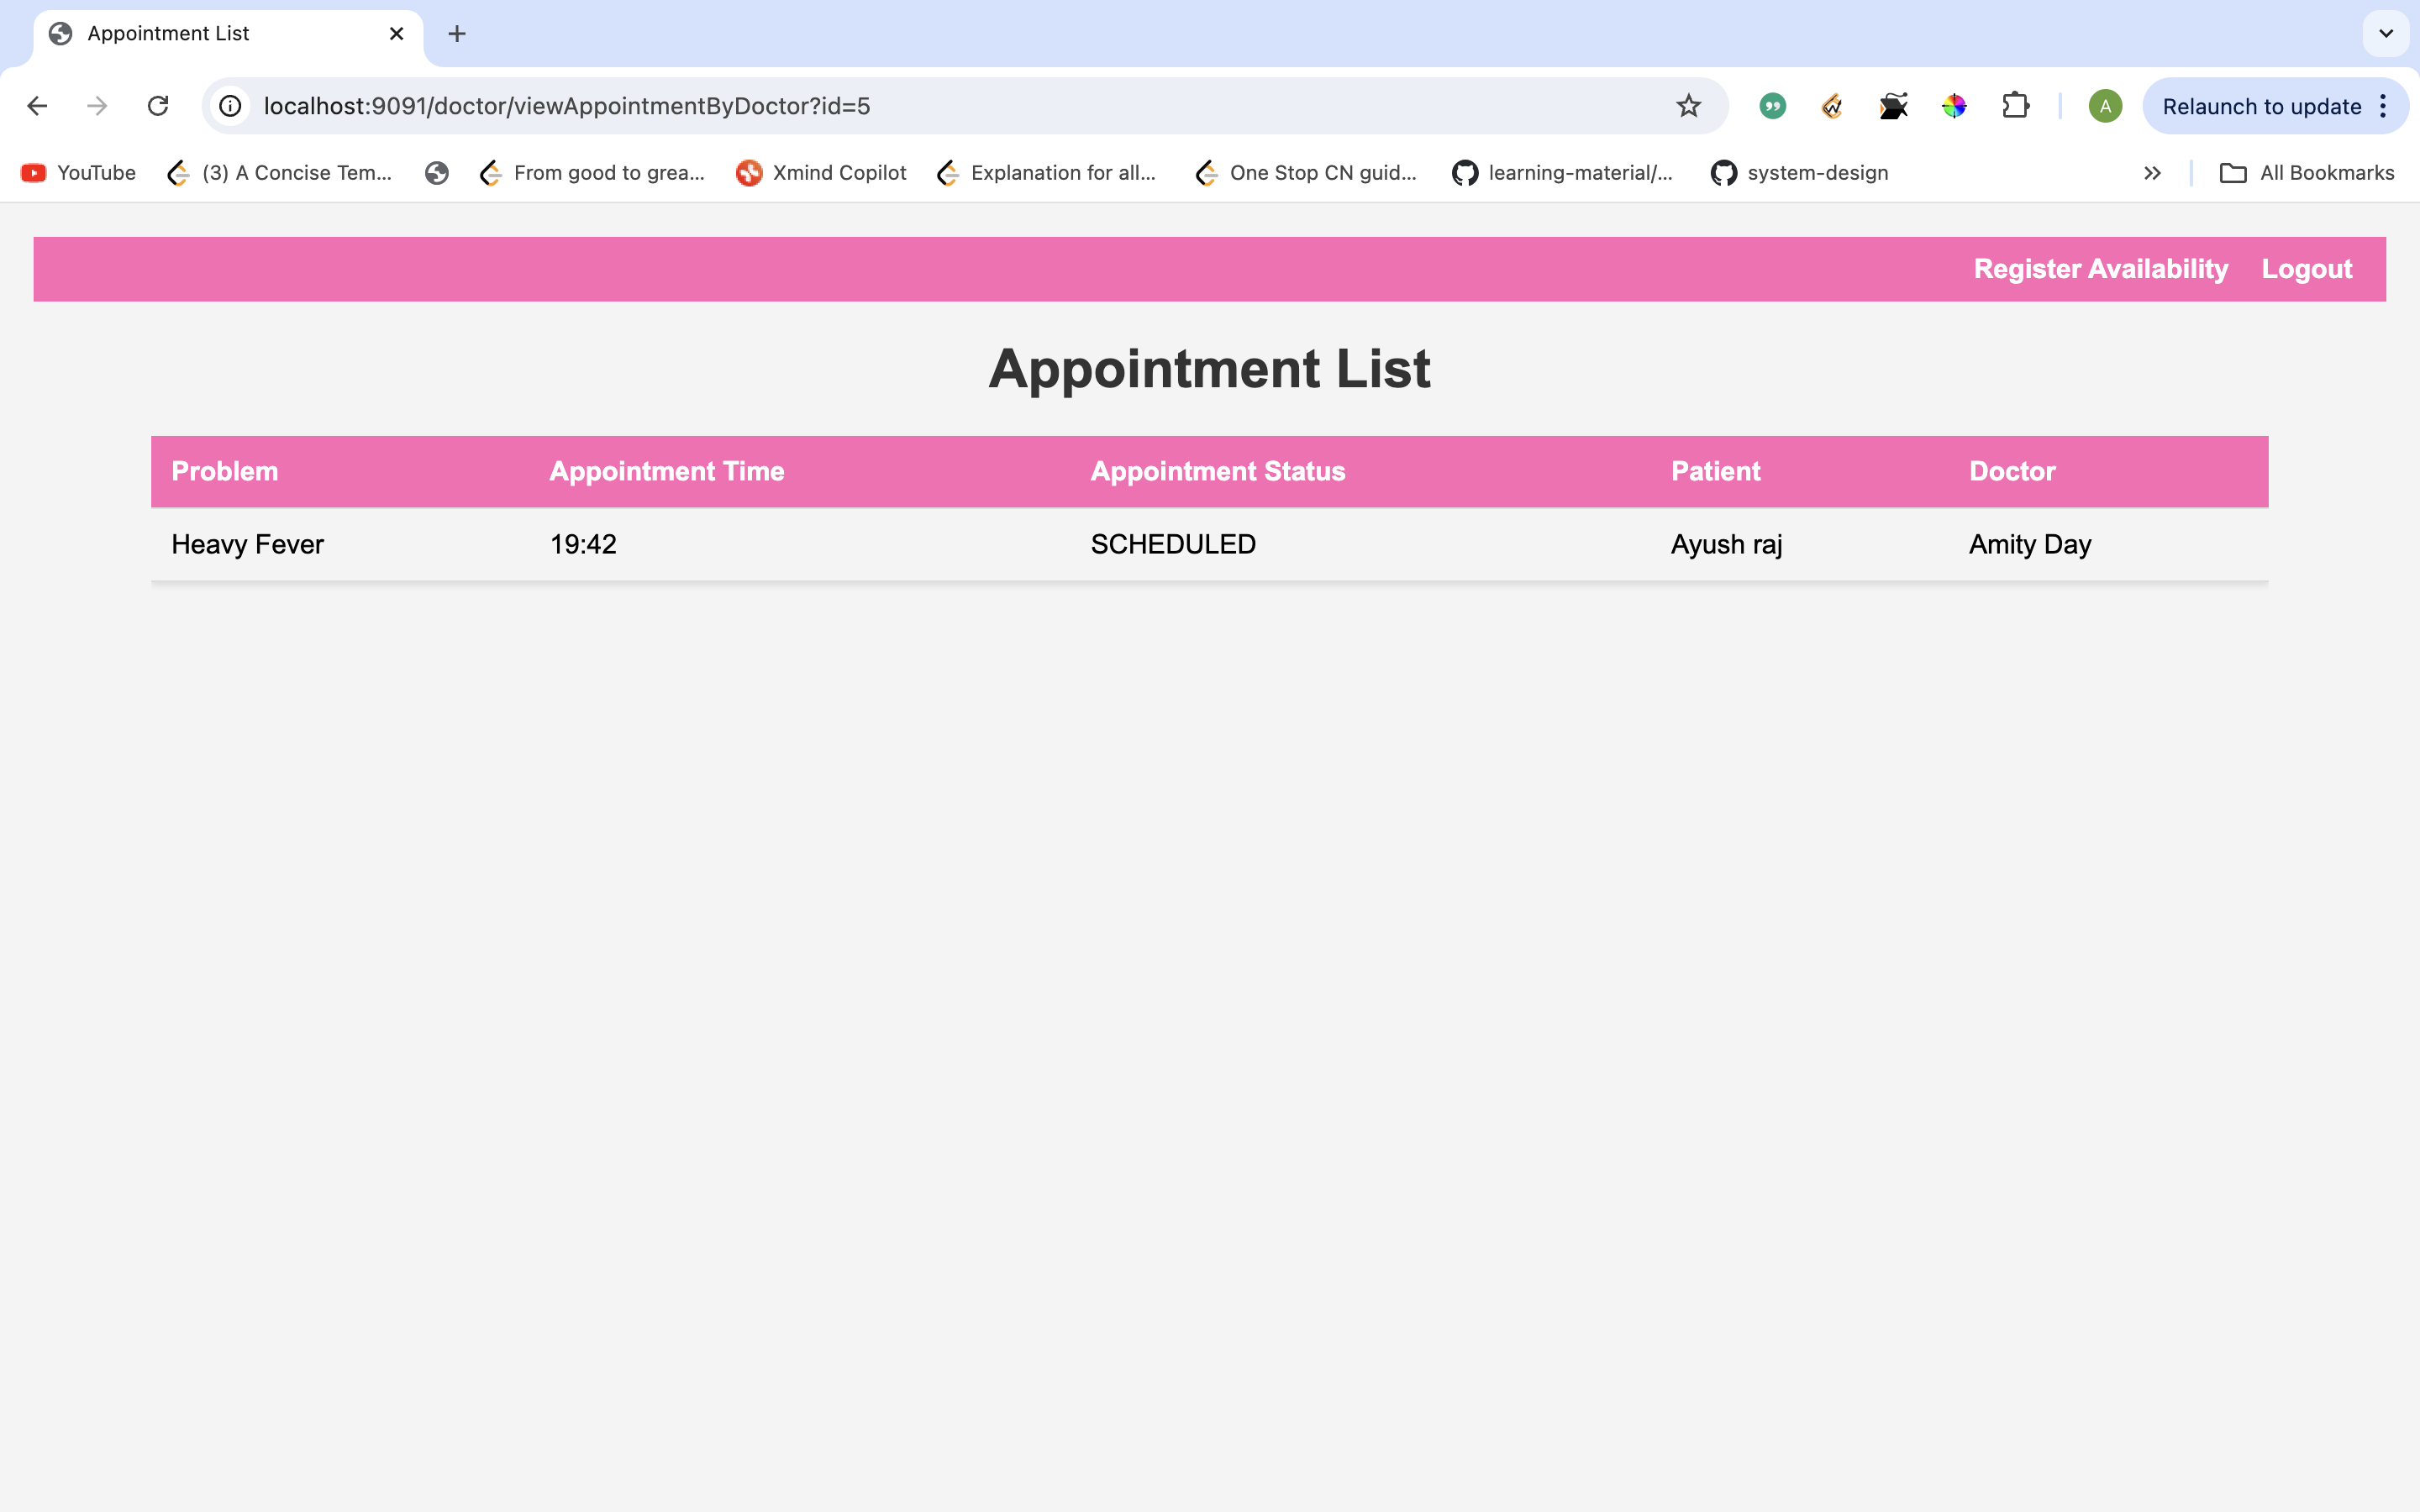 Appointment List
localhost:9091/doctor/viewAppointmentByDoctor?id=5
A
Relaunch to update
YouTube (3) A Concise Tem... From good to grea... Xmind Copilot Explanation for all... One Stop CN guid... learning-material/... system-design All Bookmarks
Register Availability Logout
Appointment List
Problem Appointment Time Appointment Status Patient Doctor
Heavy Fever 19:42 SCHEDULED Ayush raj Amity Day